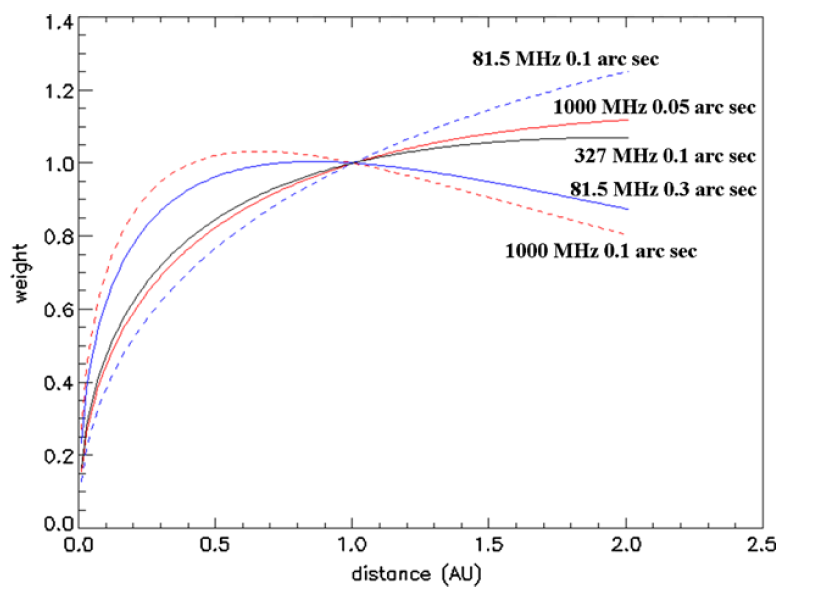 1.4
81.5 MHz 0.1 arc sec
1.2
1000 MHz 0.05 arc sec
1.0
327 MHz 0.1 arc sec
81.5 MHz 0.3 arc sec
0.8
1000 MHz 0.1 arc sec
weight
0.6
0.4
0.2
0.0
0.0 0.5 1.0 1.5 2.0 2.5
distance (AU)